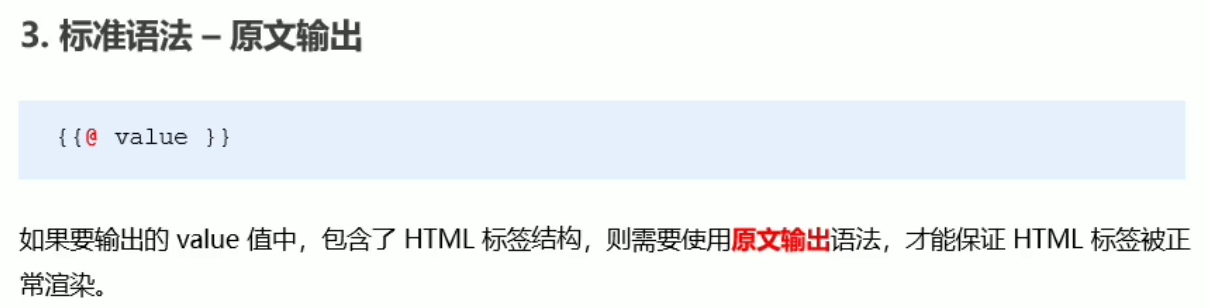 3. 标准语法 – 原文输出
{{@ value }}
如果要输出的 value 值中，包含了 HTML 标签结构，则需要使用原文输出语法，才能保证 HTML 标签被正
常渲染。